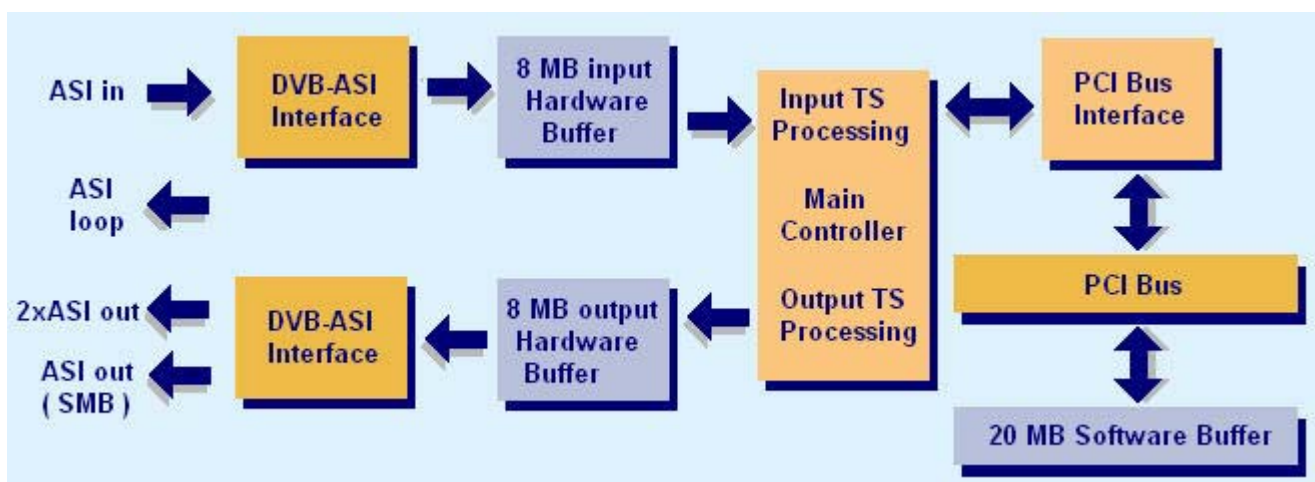 ASI in
DVB-ASI
Interface
8 MB input
Hardware
Buffer
Input TS
Processing
Main
Controller
Output TS
Processing
PCI Bus
Interface
ASI
loop
2xASI out
ASI out
( SMB )
DVB-ASI
Interface
8 MB output
Hardware
Buffer
PCI Bus
20 MB Software Buffer